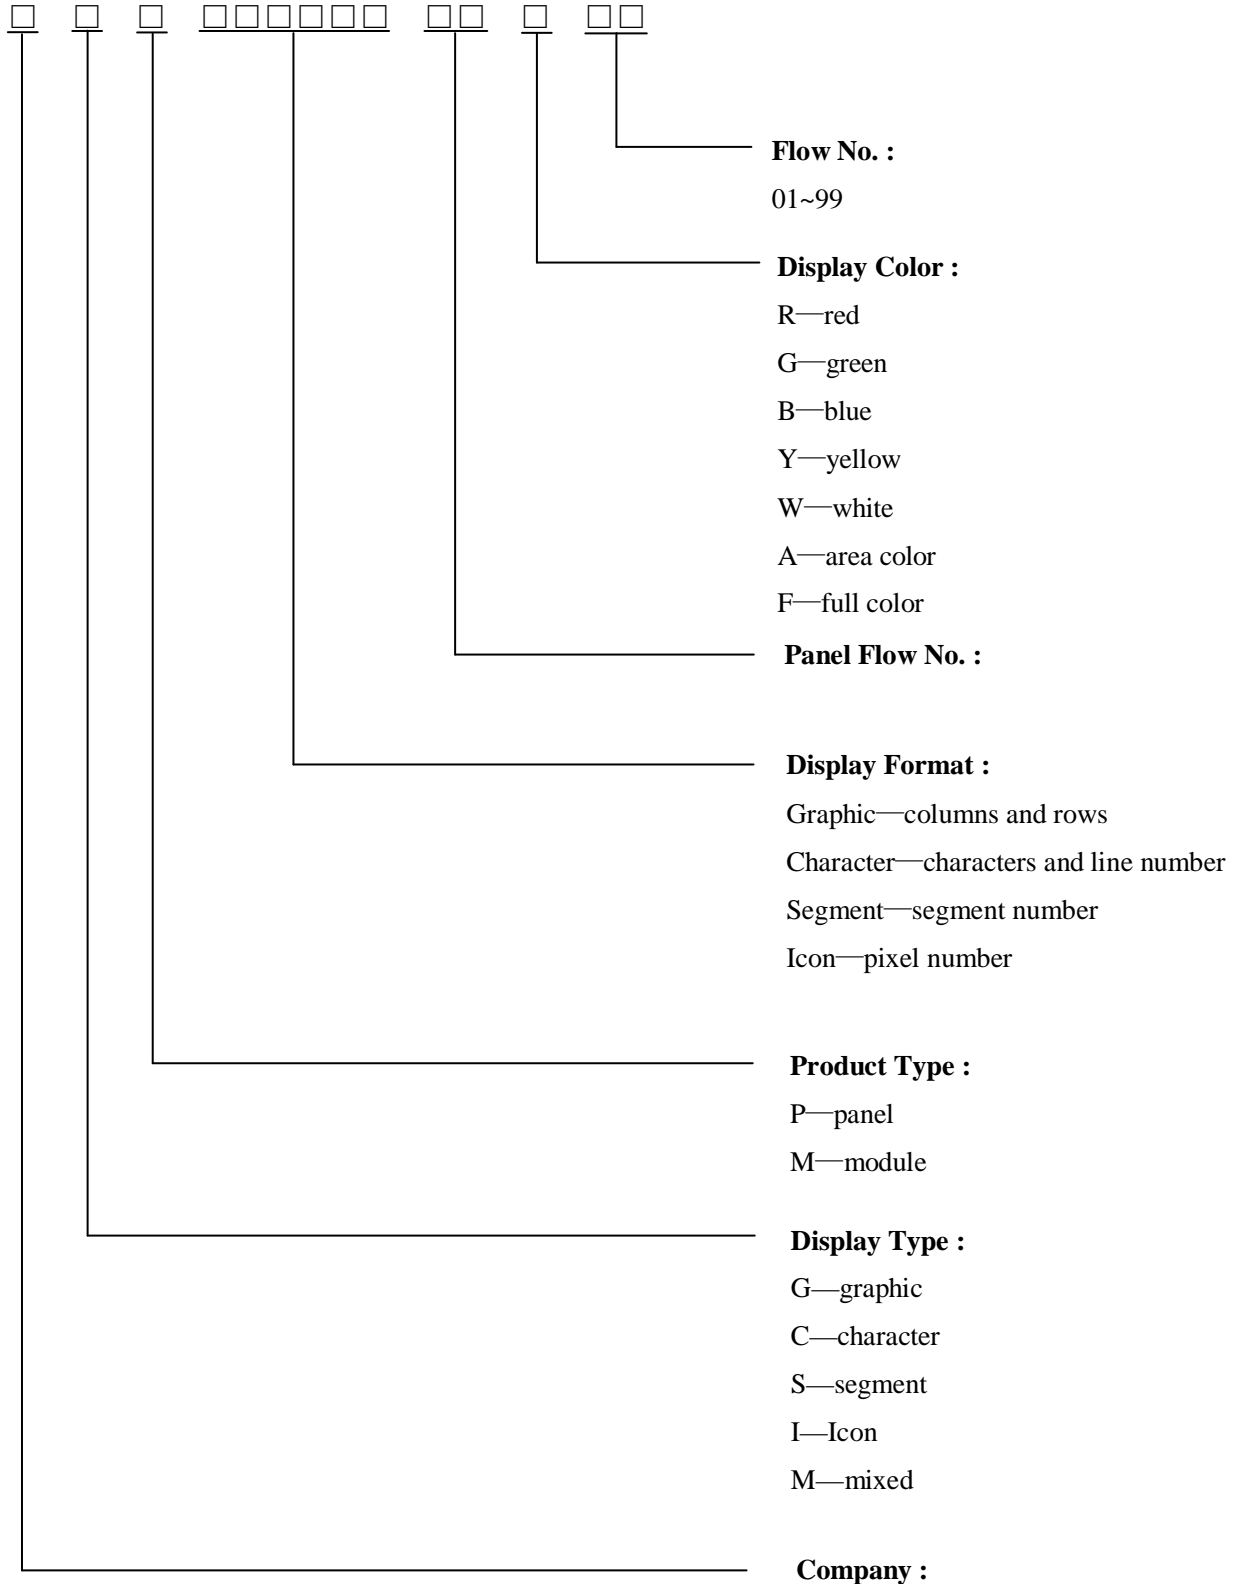 □ □ □ □□□□□□ □□ □ □□
Flow No. :
01~99
Display Color :
R—red
G—green
B—blue
Y—yellow
W—white
A—area color
F—full color
Panel Flow No. :
Display Format :
Graphic—columns and rows
Character—characters and line number
Segment—segment number
Icon—pixel number
Product Type :
P—panel
M—module
Display Type :
G—graphic
C—character
S—segment
I—Icon
M—mixed
Company :